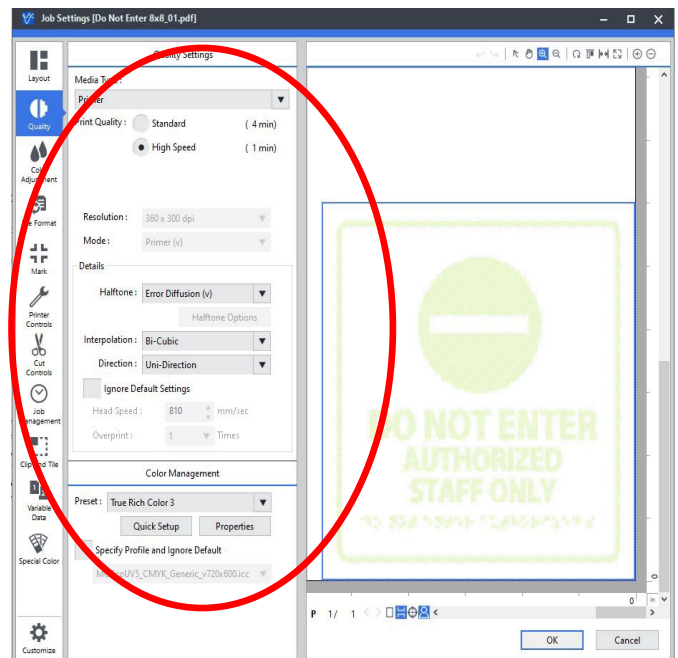 Job Settings [Do Not Enter 8x8_01.pdf]
Layout
Quality
Adjustment
Format
Mark
Printer
Controls
Cut
Controls
Job
Management
Clip and Tile
Variable
Data
Special Color
Customize
Quality Settings
Media Type :
Primer
Print Quality : Standard ( 4 min)
High Speed ( 1 min)
Resolution : 360 x 300 dpi
Mode : Primer (v)
Details
Halftone : Error Diffusion (v)
Halftone Options
Interpolation : Bi-Cubic
Direction : Uni-Direction
Ignore Default Settings
Head Speed : 810 mm/sec
Overprint : 1 Times
Color Management
Preset : True Rich Color 3
Quick Setup Properties
Specify Profile and Ignore Default
UV5_CMYK_Generic_v720x600.icc
DO NOT ENTER
AUTHORIZED
STAFF ONLY
0 in
P 1/ 1
OK Cancel